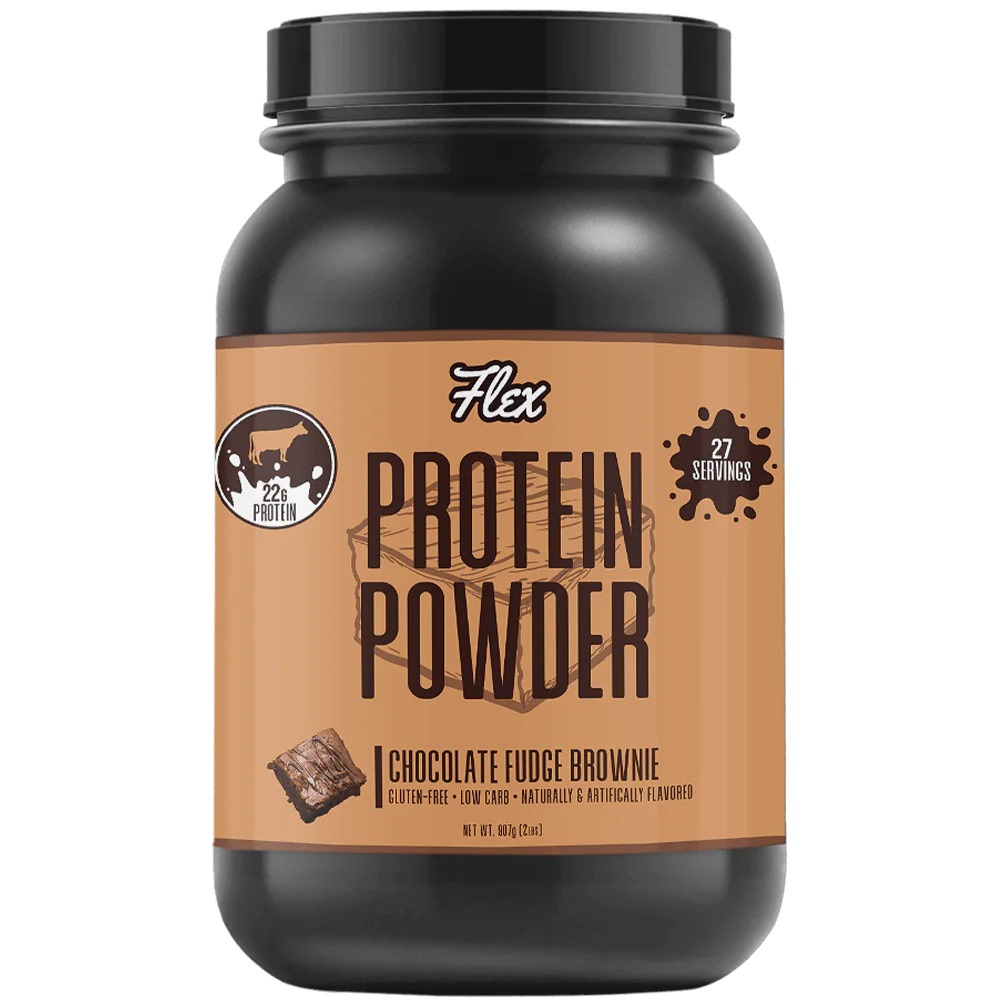 Flex
22G
PROTEIN
27
SERVINGS
PROTEIN
POWDER
CHOCOLATE FUDGE BROWNIE
GLUTEN-FREE • LOW CARB • NATURALLY & ARTIFICIALLY FLAVORED
NET WT. 907g (2LBS)